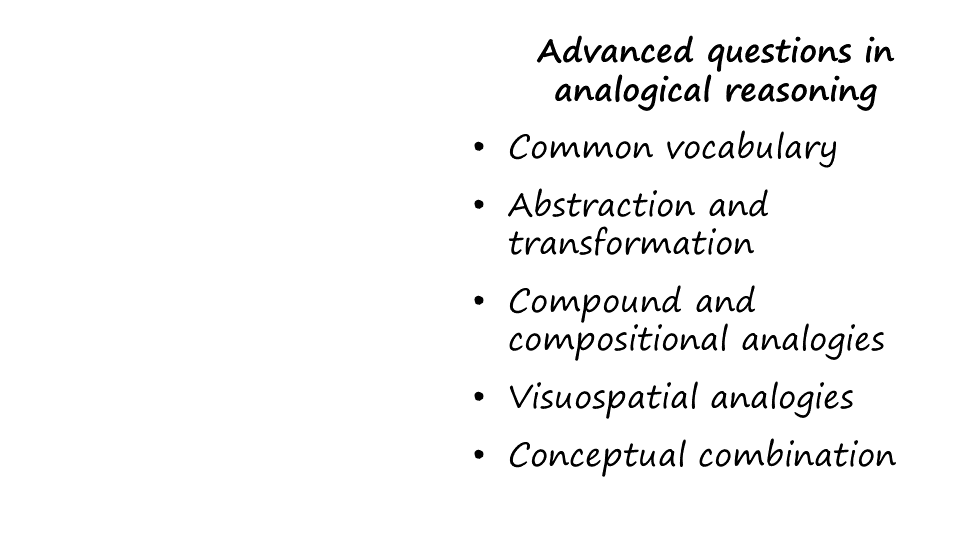 Advanced questions in
analogical reasoning
• Common vocabulary
• Abstraction and
transformation
• Compound and
compositional analogies
• Visuospatial analogies
• Conceptual combination